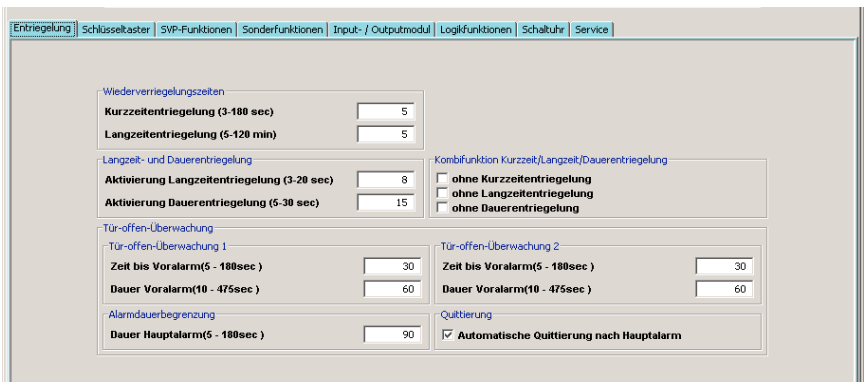 Entriegelung Schlüsseltaster SVP-Funktionen Sonderfunktionen Input- / Outputmodul Logikfunktionen Schaltuhr Service
Wiederverriegelungszeiten
Kurzzeitentriegelung (3-180 sec) 5
Langzeitentriegelung (5-120 min) 5
Langzeit- und Dauerentriegelung
Aktivierung Langzeitentriegelung (3-20 sec) 8
Aktivierung Dauerentriegelung (5-30 sec) 15
Kombifunktion Kurzzeit/Langzeit/Dauerentriegelung
ohne Kurzzeitentriegelung
ohne Langzeitentriegelung
ohne Dauerentriegelung
Tür-offen-Überwachung
Tür-offen-Überwachung 1
Zeit bis Voralarm(5 - 180sec ) 30
Dauer Voralarm(10 - 475sec ) 60
Tür-offen-Überwachung 2
Zeit bis Voralarm(5 - 180sec ) 30
Dauer Voralarm(10 - 475sec ) 60
Alarmdauerbegrenzung
Dauer Hauptalarm(5 - 180sec ) 90
Quittierung
Automatische Quittierung nach Hauptalarm